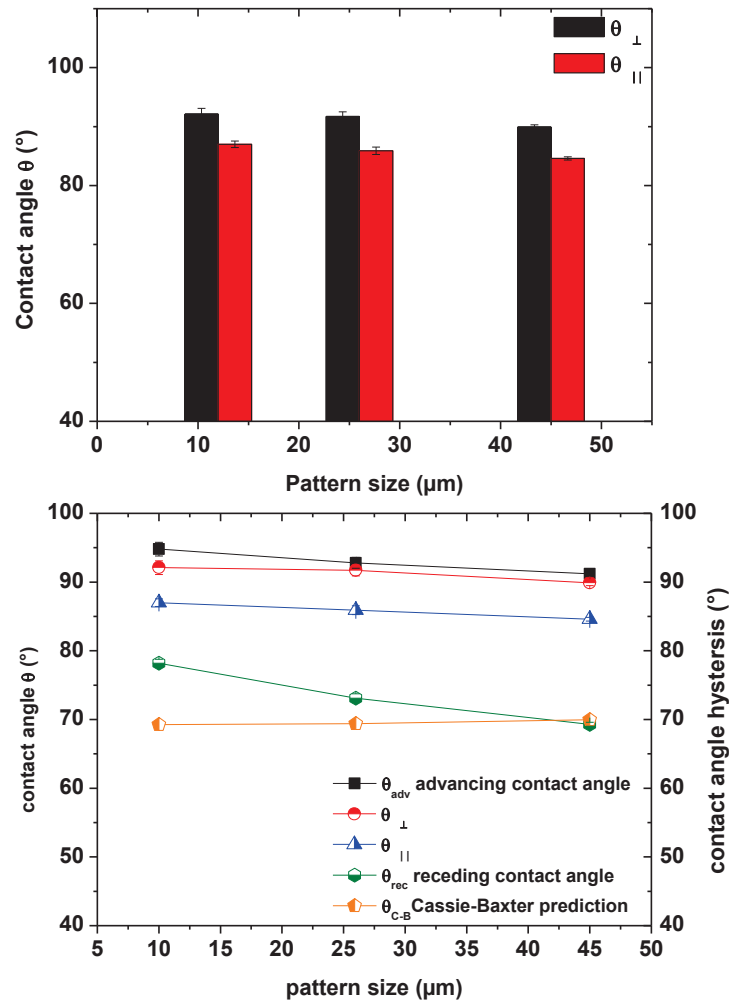 θ ⊥
θ ||
100
80
60
40
0 10 20 30 40 50
Contact angle θ (°)
Pattern size (µm)
100
90
80
70
60
50
40
100
90
80
70
60
50
40
5 10 15 20 25 30 35 40 45 50
contact angle θ (°)
contact angle hystersis (°)
θadv advancing contact angle
θ ⊥
θ ||
θrec receding contact angle
θC-B Cassie-Baxter prediction
pattern size (µm)